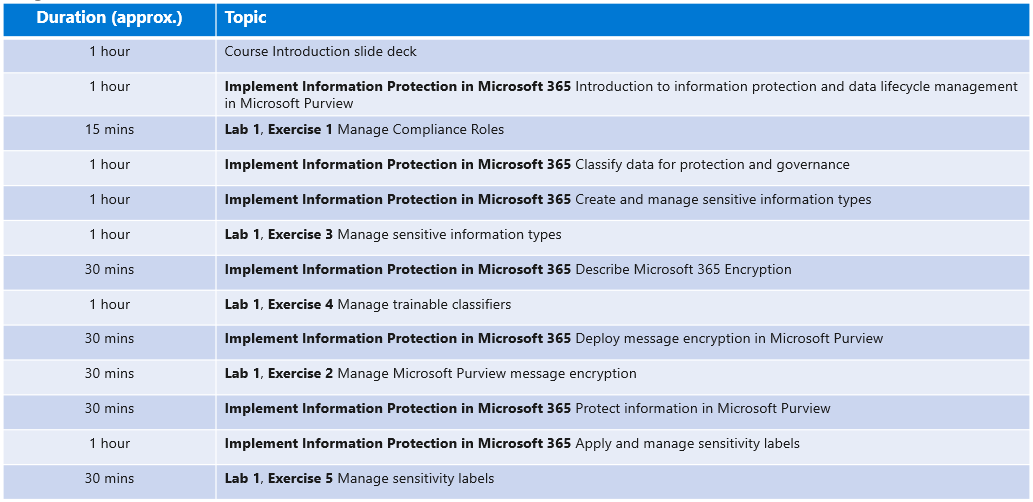 Duration (approx.) Topic
1 hour Course Introduction slide deck
1 hour Implement Information Protection in Microsoft 365 Introduction to information protection and data lifecycle management
in Microsoft Purview
15 mins Lab 1, Exercise 1 Manage Compliance Roles
1 hour Implement Information Protection in Microsoft 365 Classify data for protection and governance
1 hour Implement Information Protection in Microsoft 365 Create and manage sensitive information types
1 hour Lab 1, Exercise 3 Manage sensitive information types
30 mins Implement Information Protection in Microsoft 365 Describe Microsoft 365 Encryption
1 hour Lab 1, Exercise 4 Manage trainable classifiers
30 mins Implement Information Protection in Microsoft 365 Deploy message encryption in Microsoft Purview
30 mins Lab 1, Exercise 2 Manage Microsoft Purview message encryption
30 mins Implement Information Protection in Microsoft 365 Protect information in Microsoft Purview
1 hour Implement Information Protection in Microsoft 365 Apply and manage sensitivity labels
30 mins Lab 1, Exercise 5 Manage sensitivity labels